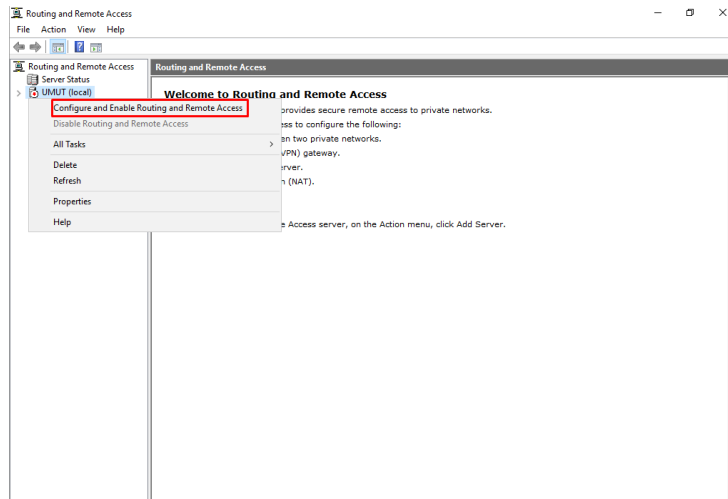 Routing and Remote Access
File Action View Help
Routing and Remote Access
Server Status
UMUT (local)
Configure and Enable Routing and Remote Access
Disable Routing and Remote Access
All Tasks
Delete
Refresh
Properties
Help
Routing and Remote Access
Welcome to Routing and Remote Access
provides secure remote access to private networks.
to configure the following:
two private networks.
(VPN) gateway.
(NAT).
Access server, on the Action menu, click Add Server.